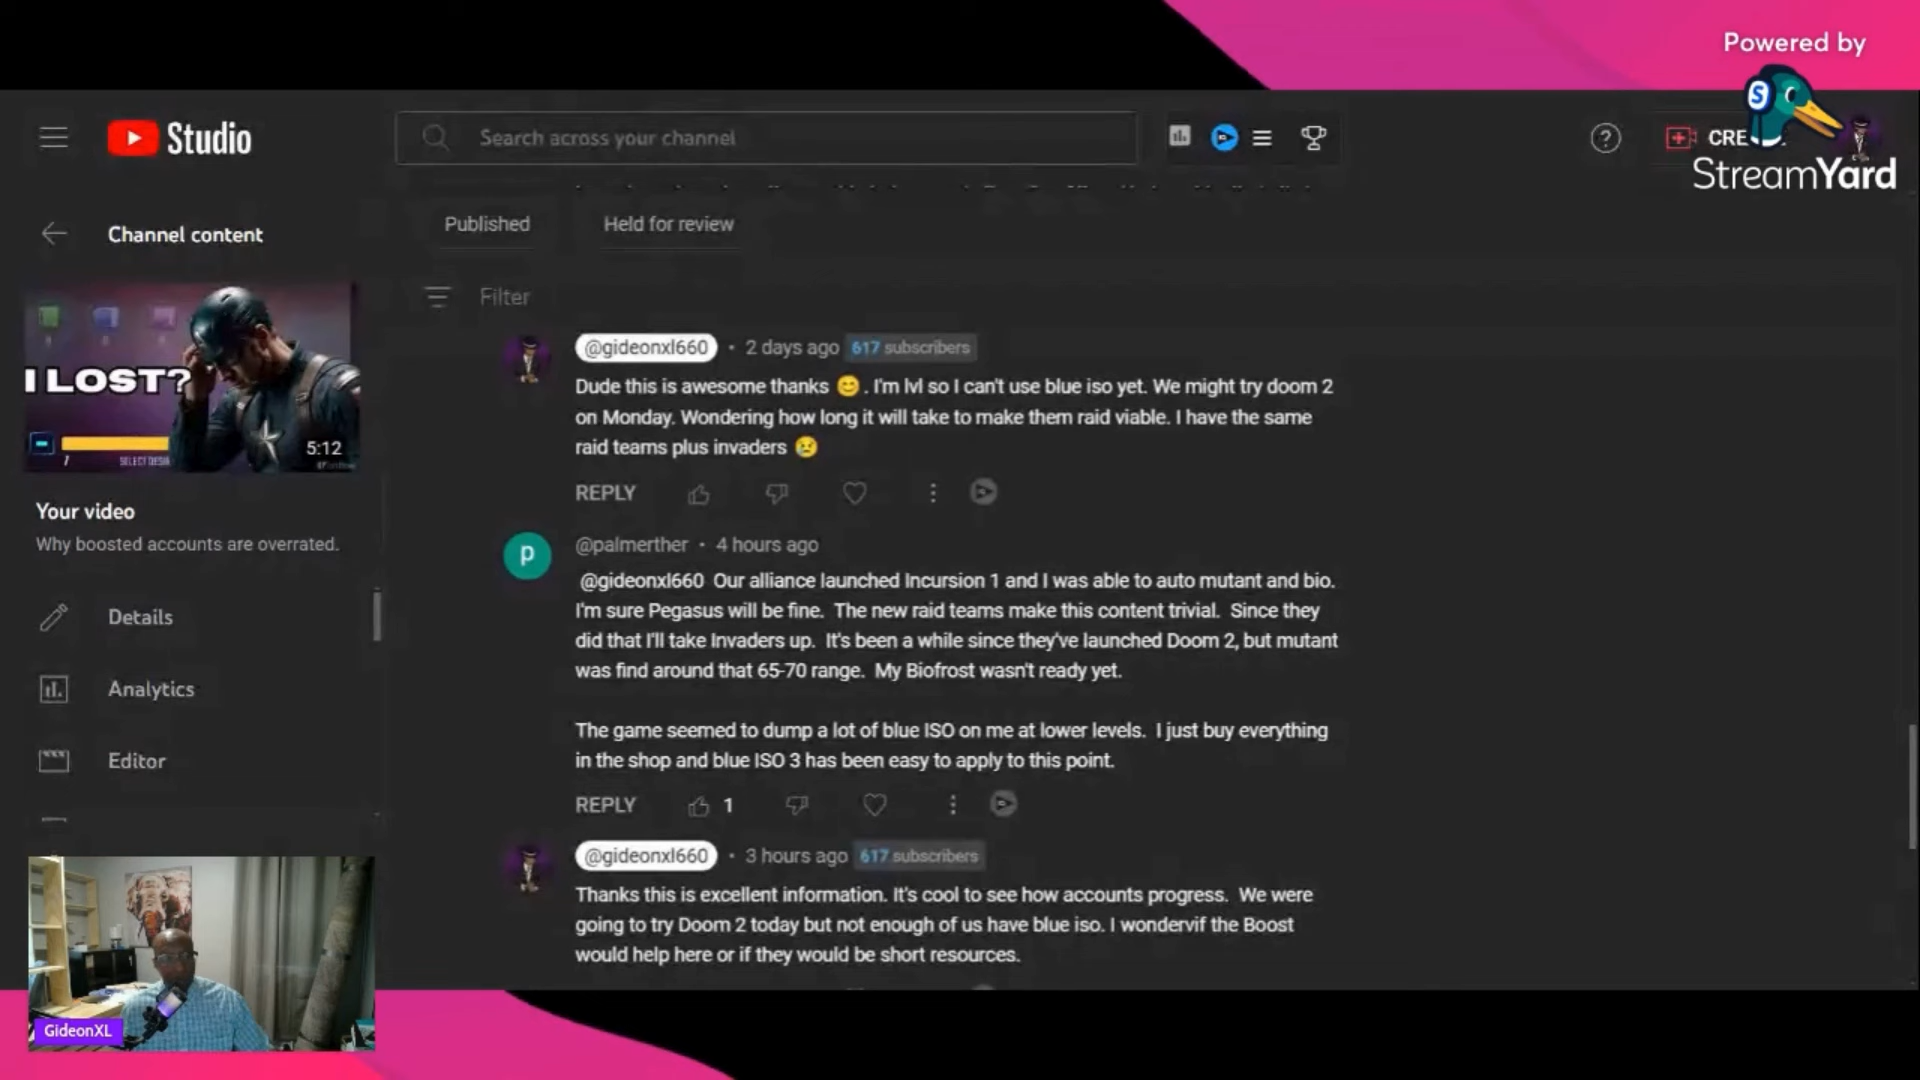 Powered by
StreamYard
Studio
Search across your channel
CRE
Channel content
Published
Held for review
Filter
I LOST?
7
5:12
Your video
Why boosted accounts are overrated.
Details
Analytics
Editor
@gideonxl660 • 2 days ago 617 subscribers
Dude this is awesome thanks 😊 . I'm lvl so I can't use blue iso yet. We might try doom 2
on Monday. Wondering how long it will take to make them raid viable. I have the same
raid teams plus invaders 😢
REPLY
P
@palmerther • 4 hours ago
@gideonxl660 Our alliance launched Incursion 1 and I was able to auto mutant and bio.
I'm sure Pegasus will be fine. The new raid teams make this content trivial. Since they
did that I'll take Invaders up. It's been a while since they've launched Doom 2, but mutant
was find around that 65-70 range. My Biofrost wasn't ready yet.
The game seemed to dump a lot of blue ISO on me at lower levels. I just buy everything
in the shop and blue ISO 3 has been easy to apply to this point.
REPLY 1
@gideonxl660 • 3 hours ago 617 subscribers
Thanks this is excellent information. It's cool to see how accounts progress. We were
going to try Doom 2 today but not enough of us have blue iso. I wondervif the Boost
would help here or if they would be short resources.
GideonXL